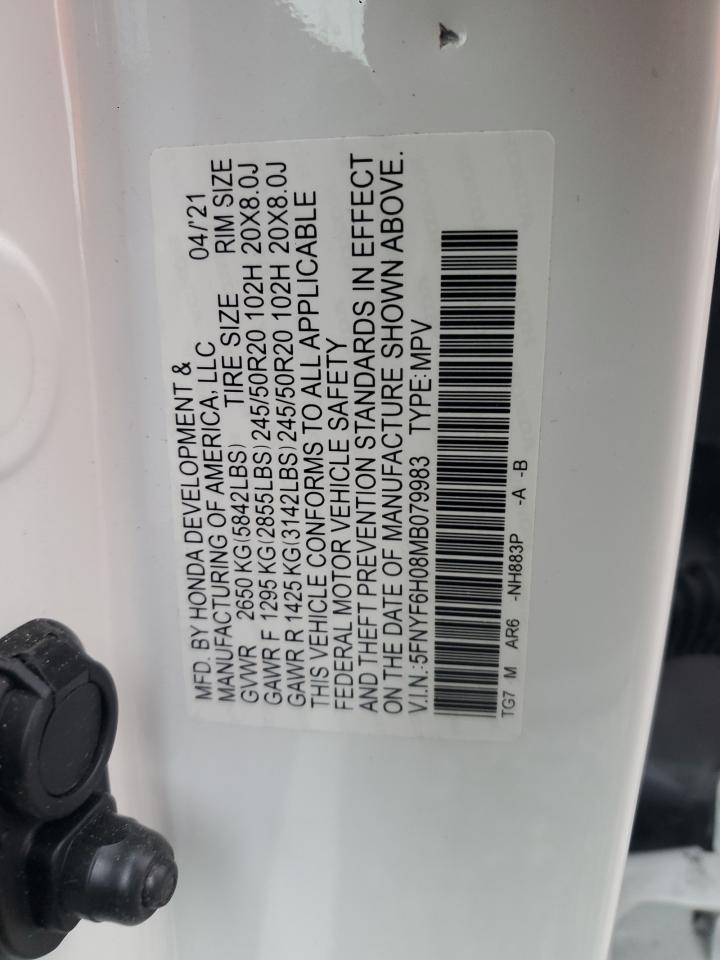 MFD. BY HONDA DEVELOPMENT &
MANUFACTURING OF AMERICA, LLC 04/'21
GVWR 2650 KG(5842LBS) TIRE SIZE RIM SIZE
GAWR F 1295 KG(2855LBS)245/50R20 102H 20X8.0J
GAWR R 1425 KG(3142LBS)245/50R20 102H 20X8.0J
THIS VEHICLE CONFORMS TO ALL APPLICABLE
FEDERAL MOTOR VEHICLE SAFETY
AND THEFT PREVENTION STANDARDS IN EFFECT
ON THE DATE OF MANUFACTURE SHOWN ABOVE.
V.I.N.:5FNYF6H08MB079983 TYPE:MPV
TG7 M AR6 -NH883P -A -B